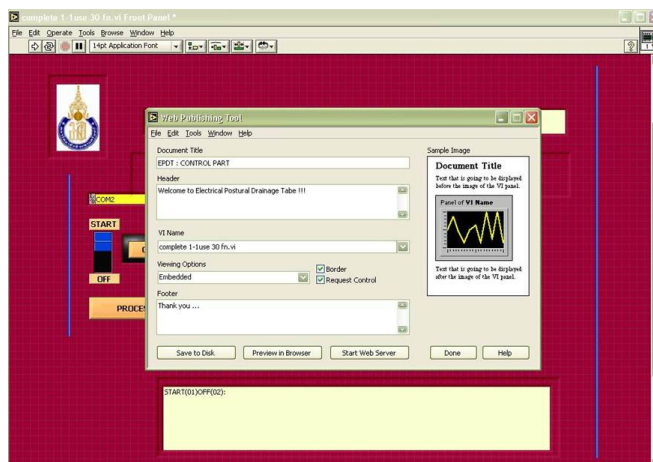 complete 1-1use 30 fn.vi Front Panel *
File Edit Operate Tools Browse Window Help
14pt Application Font
Web Publishing Tool
File Edit Tools Window Help
Document Title
EPDT : CONTROL PART
Header
Welcome to Electrical Postural Drainage Tabe !!!
VI Name
complete 1-1use 30 fn.vi
Viewing Options
Embedded
Border
Request Control
Footer
Thank you ...
Save to Disk
Preview in Browser
Start Web Server
Done
Help
Sample Image
Document Title
Text that is going to be displayed
before the image of the VI panel.
Panel of VI Name
Text that is going to be displayed
after the image of the VI panel.
COM2
START
OFF
PROCE
START(01)OFF(02):